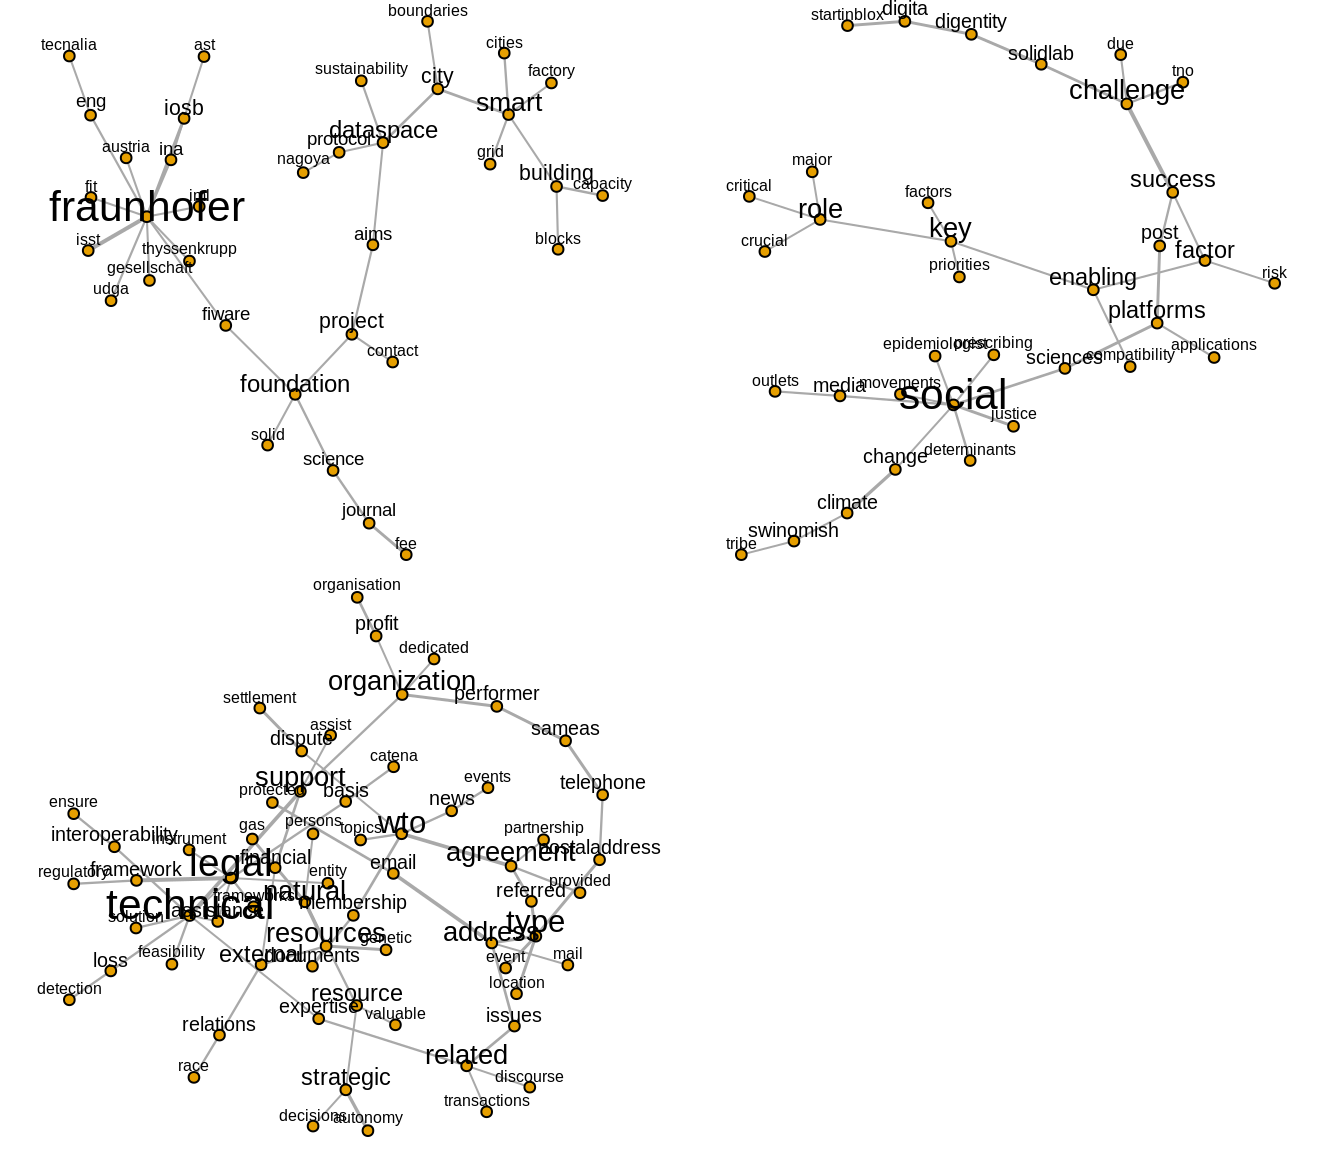 boundaries
startinblox
digita
digentity
tecnalia
ast
cities
solidlab
due
sustainability
city
factory
tno
eng
iosb
smart
challenge
dataspace
protocol
austria
ina
nagoya
grid
building
capacity
major
success
fit
iml
critical
role
factors
fraunhofer
isst
thyssenkrupp
aims
blocks
crucial
key
post
factor
gesellschaft
priorities
enabling
risk
udga
fiware
project
platforms
contact
epidemiologist
prescribing
sciences
compatibility
applications
foundation
outlets
media
movements
social
justice
solid
science
change
determinants
journal
climate
fee
swinomish
tribe
organisation
profit
dedicated
organization
performer
settlement
dispute
assist
sameas
catena
support
protected
basis
news
events
telephone
ensure
interoperability
instrument
gas
persons
topics
wto
partnership
postaladdress
agreement
regulatory
framework
legal
financial
entity
email
provided
referred
technical
solution
assistance
frameworks
natural
membership
resources
genetic
address
type
loss
feasibility
external
documents
event
mail
detection
location
resource
expertise
valuable
issues
relations
race
related
strategic
discourse
transactions
decisions
autonomy